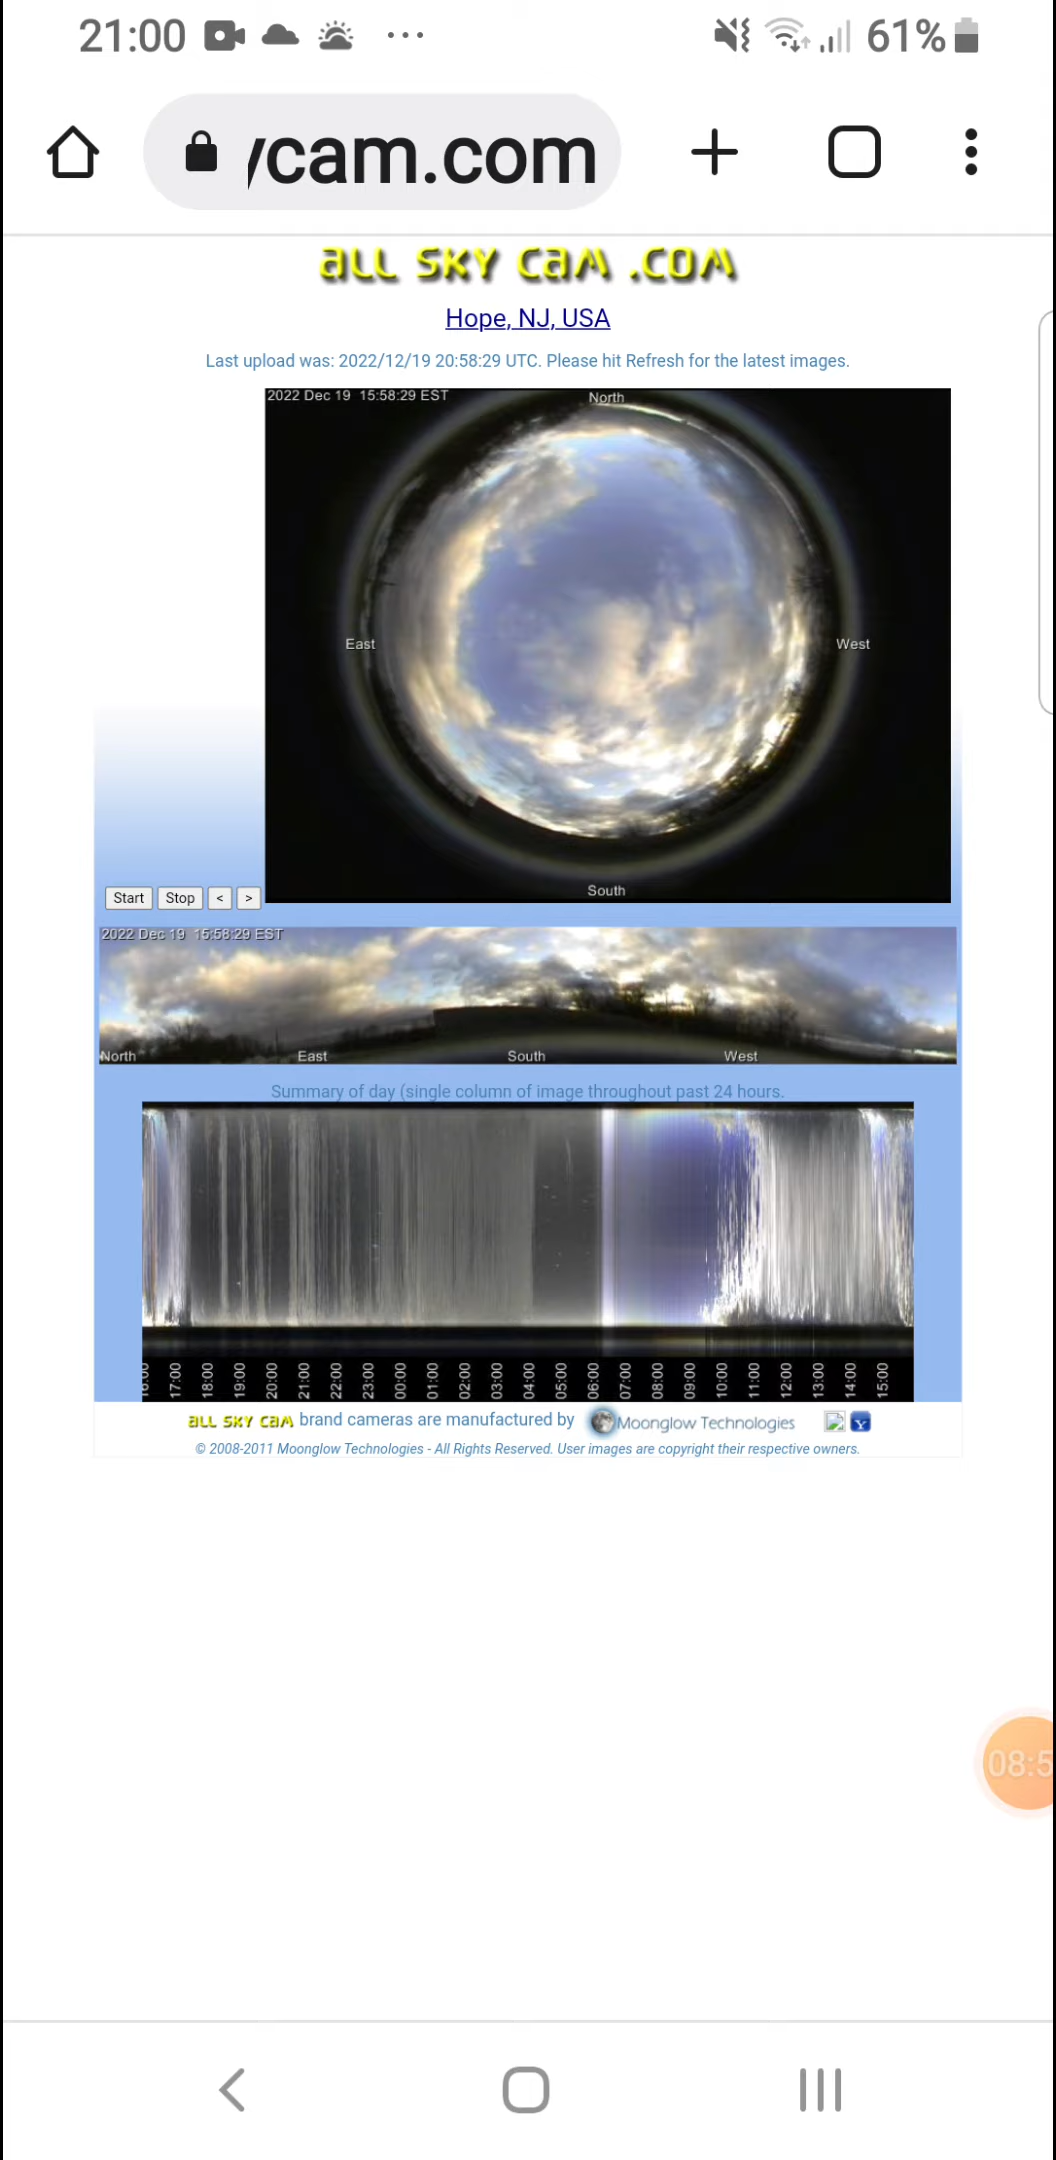 21:00 61%
ycam.com
ALL SKY CAM .COM
Hope, NJ, USA
Last upload was: 2022/12/19 20:58:29 UTC. Please hit Refresh for the latest images.
2022 Dec 19 15:58:29 EST
North
East West
South
Start Stop < >
2022 Dec 19 15:58:29 EST
North East South West
Summary of day (single column of image throughout past 24 hours.
16:00 17:00 18:00 19:00 20:00 21:00 22:00 23:00 00:00 01:00 02:00 03:00 04:00 05:00 06:00 07:00 08:00 09:00 10:00 11:00 12:00 13:00 14:00 15:00
ALL SKY CAM brand cameras are manufactured by Moonglow Technologies Y
© 2008-2011 Moonglow Technologies - All Rights Reserved. User images are copyright their respective owners.
08:5